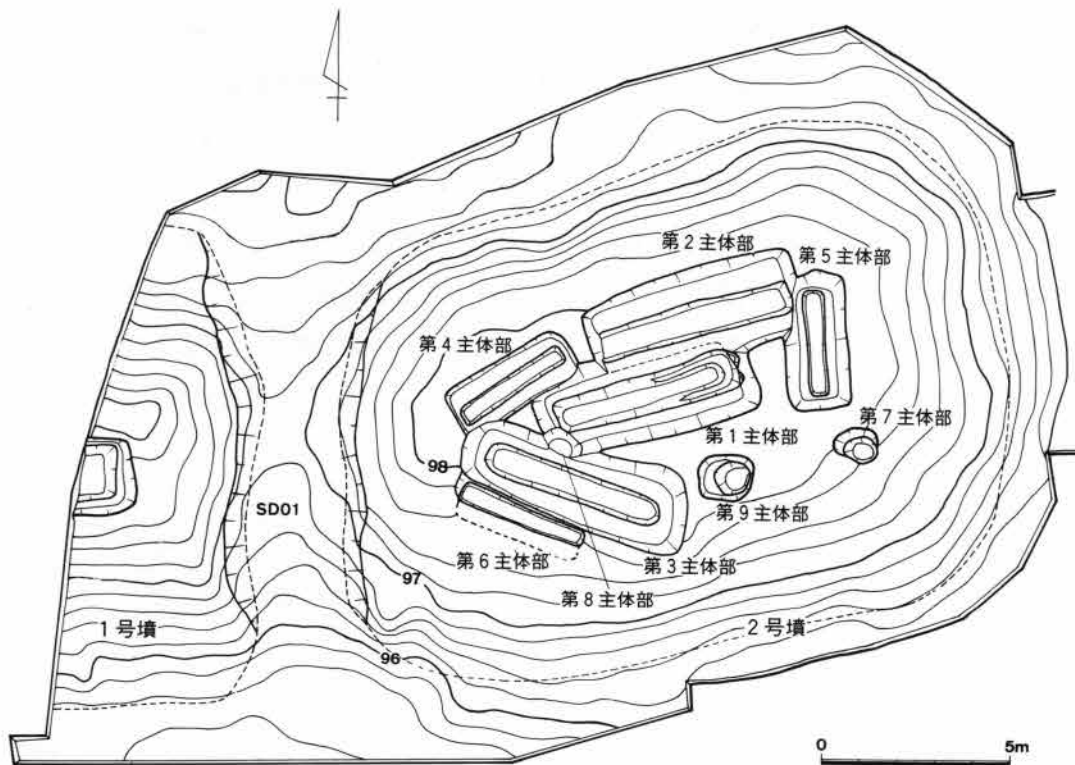 第2主体部
第5主体部
第4主体部
第7主体部
第1主体部
98
第9主体部
SD01
第6主体部
第3主体部
97
第8主体部
1号墳
2号墳
96
0
5m